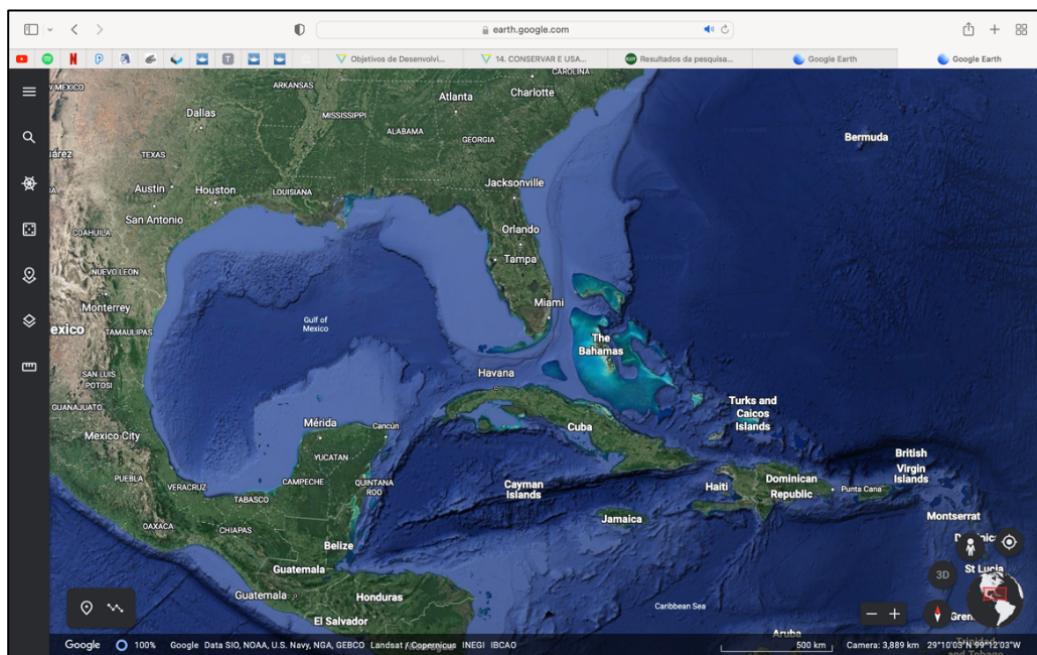 earth.google.com
Objetivos de Desenvolvi...
14. CONSERVAR E USA...
Resultados da pesquisa...
Google Earth
Google Earth
W MEXICO
ARKANSAS
CAROLINA
Atlanta
Charlotte
Dallas
MISSISSIPPI
ALABAMA
GEORGIA
Bermuda
uárez
TEXAS
Austin
Houston
LOUISIANA
Jacksonville
San Antonio
COAHUILA
Orlando
Tampa
NUEVO LEON
Monterrey
Miami
exico
TAMAULIPAS
Gulf of
Mexico
The
Bahamas
SAN LUIS
POTOSI
Havana
GUANAJUATO
Turks and
Caicos
Islands
Mexico City
Mérida
Cancún
Cuba
YUCATAN
British
Virgin
Islands
PUEBLA
VERACRUZ
CAMPECHE
QUINTANA
ROO
Cayman
Islands
Haiti
Dominican
Republic
Punta Cana
TABASCO
OAXACA
CHIAPAS
Jamaica
Montserrat
Belize
Guatemala
St Lucia
3D
Guatemala
Honduras
Caribbean Sea
El Salvador
Gren
Aruba
Trinidad
and Tobago
Google
100%
Google Data SIO, NOAA, U.S. Navy, NGA, GEBCO Landsat / Copernicus INEGI IBCAO
500 km
Camera: 3,889 km 29°10'03"N 99°12'03"W